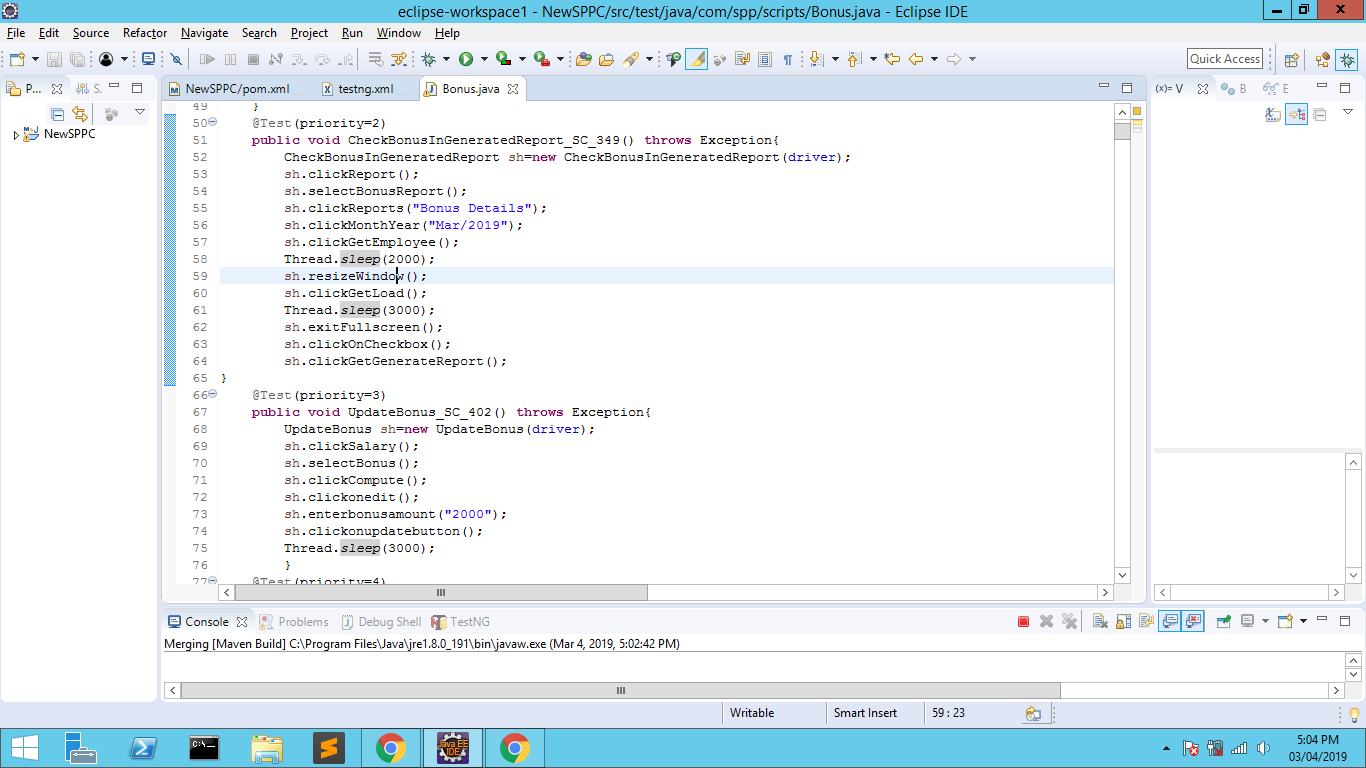 eclipse-workspace1 - NewSPPC/src/test/java/com/spp/scripts/Bonus.java - Eclipse IDE
File Edit Source Refactor Navigate Search Project Run Window Help
Quick Access
P... S.
NewSPPC/pom.xml testng.xml Bonus.java
(x)= V B E
NewSPPC
49 }
50 @Test(priority=2)
51 public void CheckBonusInGeneratedReport_SC_349() throws Exception{
52 CheckBonusInGeneratedReport sh=new CheckBonusInGeneratedReport(driver);
53 sh.clickReport();
54 sh.selectBonusReport();
55 sh.clickReports("Bonus Details");
56 sh.clickMonthYear("Mar/2019");
57 sh.clickGetEmployee();
58 Thread.sleep(2000);
59 sh.resizeWindow();
60 sh.clickGetLoad();
61 Thread.sleep(3000);
62 sh.exitFullscreen();
63 sh.clickOnCheckbox();
64 sh.clickGetGenerateReport();
65 }
66 @Test(priority=3)
67 public void UpdateBonus_SC_402() throws Exception{
68 UpdateBonus sh=new UpdateBonus(driver);
69 sh.clickSalary();
70 sh.selectBonus();
71 sh.clickCompute();
72 sh.clickonedit();
73 sh.enterbonusamount("2000");
74 sh.clickonupdatebutton();
75 Thread.sleep(3000);
76 }
77 @Test(priority=4)
Console Problems Debug Shell TestNG
Merging [Maven Build] C:\Program Files\Java\jre1.8.0_191\bin\javaw.exe (Mar 4, 2019, 5:02:42 PM)
Writable Smart Insert 59 : 23
C:\
Java EE
IDE
5:04 PM
03/04/2019